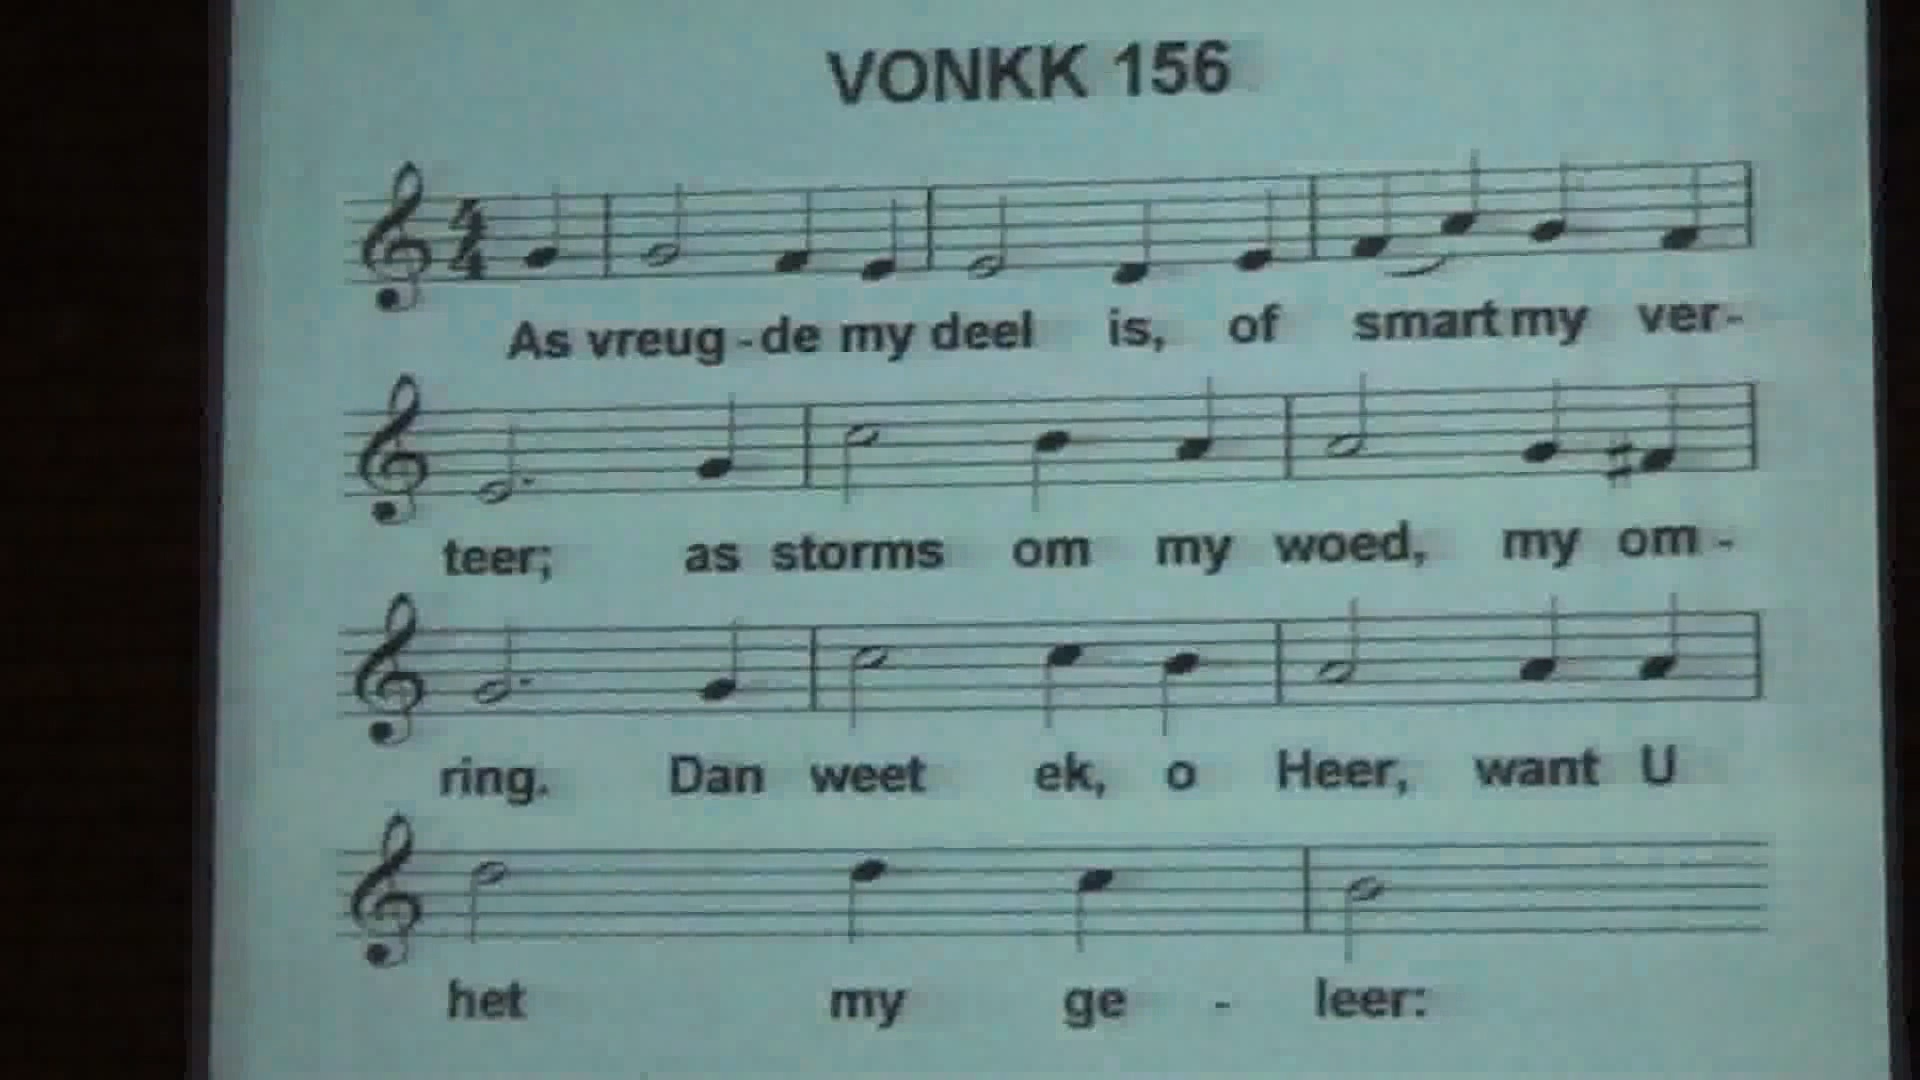 VONKK 156
As vreug-de my deel is, of smart my ver-
teer; as storms om my woed, my om-
ring. Dan weet ek, o Heer, want U
het my ge - leer: